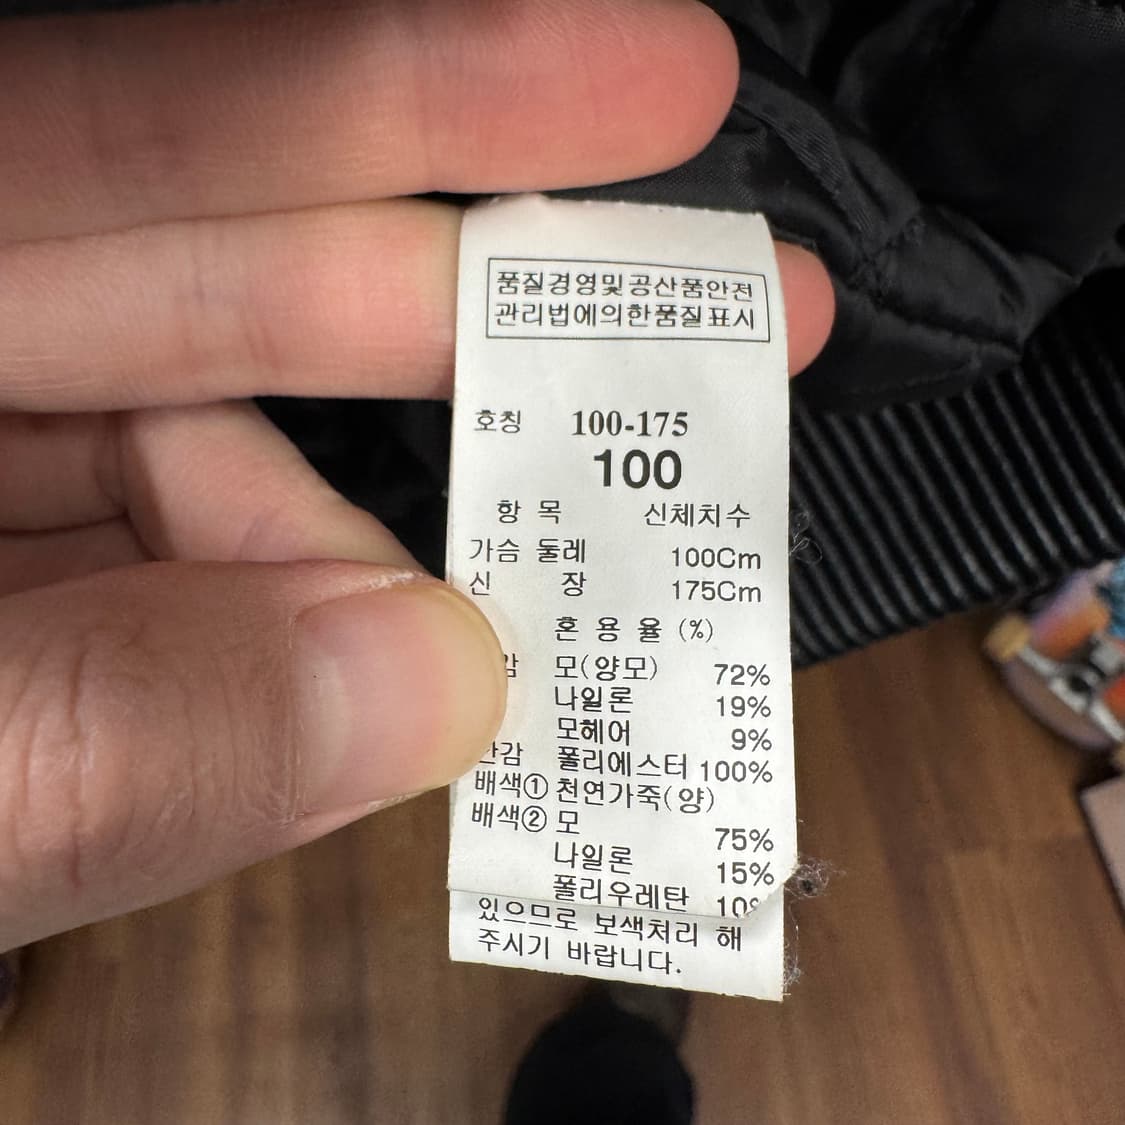 품질경영및공산품안전
관리법에의한품질표시
호칭 100-175
100
항 목 신체치수
가슴 둘레 100Cm
신 장 175Cm
혼 용 율 (%)
모(양모) 72%
나일론 19%
모헤어 9%
폴리에스터 100%
배색① 천연가죽(양)
배색② 모 75%
나일론 15%
폴리우레탄
있으므로 보색처리 해
주시기 바랍니다.